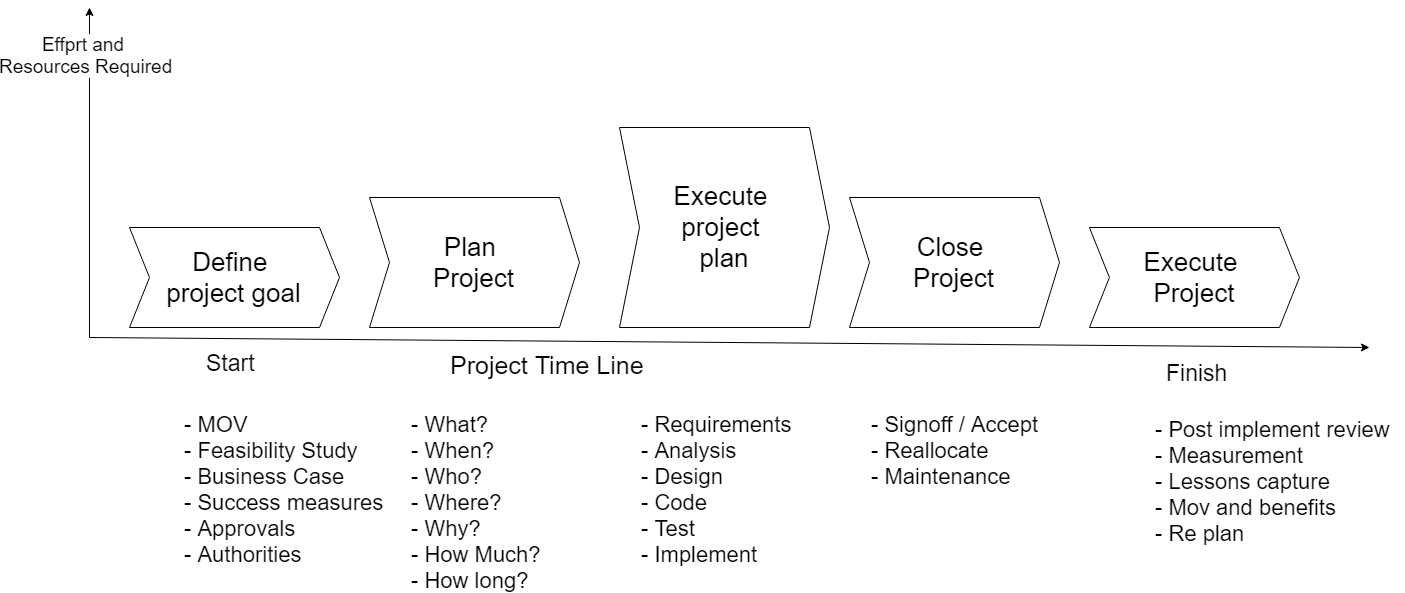 Effprt and
Resources Required
Define
project goal
Plan
Project
Execute
project
plan
Close
Project
Execute
Project
Start
Project Time Line
Finish
- MOV
- Feasibility Study
- Business Case
- Success measures
- Approvals
- Authorities
- What?
- When?
- Who?
- Where?
- Why?
- How Much?
- How long?
- Requirements
- Analysis
- Design
- Code
- Test
- Implement
- Signoff / Accept
- Reallocate
- Maintenance
- Post implement review
- Measurement
- Lessons capture
- Mov and benefits
- Re plan